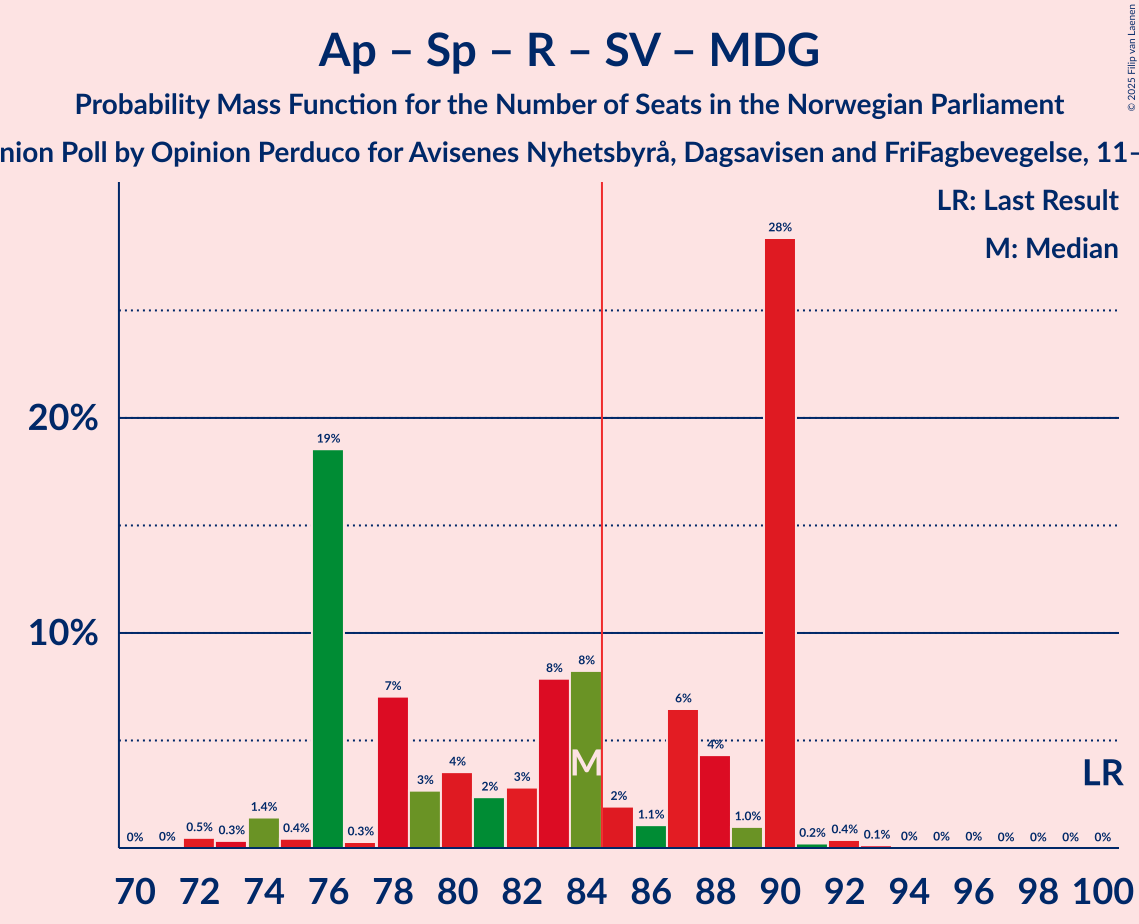 Ap – Sp – R – SV – MDG
Probability Mass Function for the Number of Seats in the Norwegian Parliament
nion Poll by Opinion Perduco for Avisenes Nyhetsbyrå, Dagsavisen and FriFagbevegelse, 11–
© 2025 Filip van Laenen
LR: Last Result
M: Median
20%
10%
0% 0% 0.5% 0.3% 1.4% 0.4% 19% 0.3% 7% 3% 4% 2% 3% 8% 8% 2% 1.1% 6% 4% 1.0% 28% 0.2% 0.4% 0.1% 0% 0% 0% 0% 0% 0% 0%
M
LR
70 72 74 76 78 80 82 84 86 88 90 92 94 96 98 100